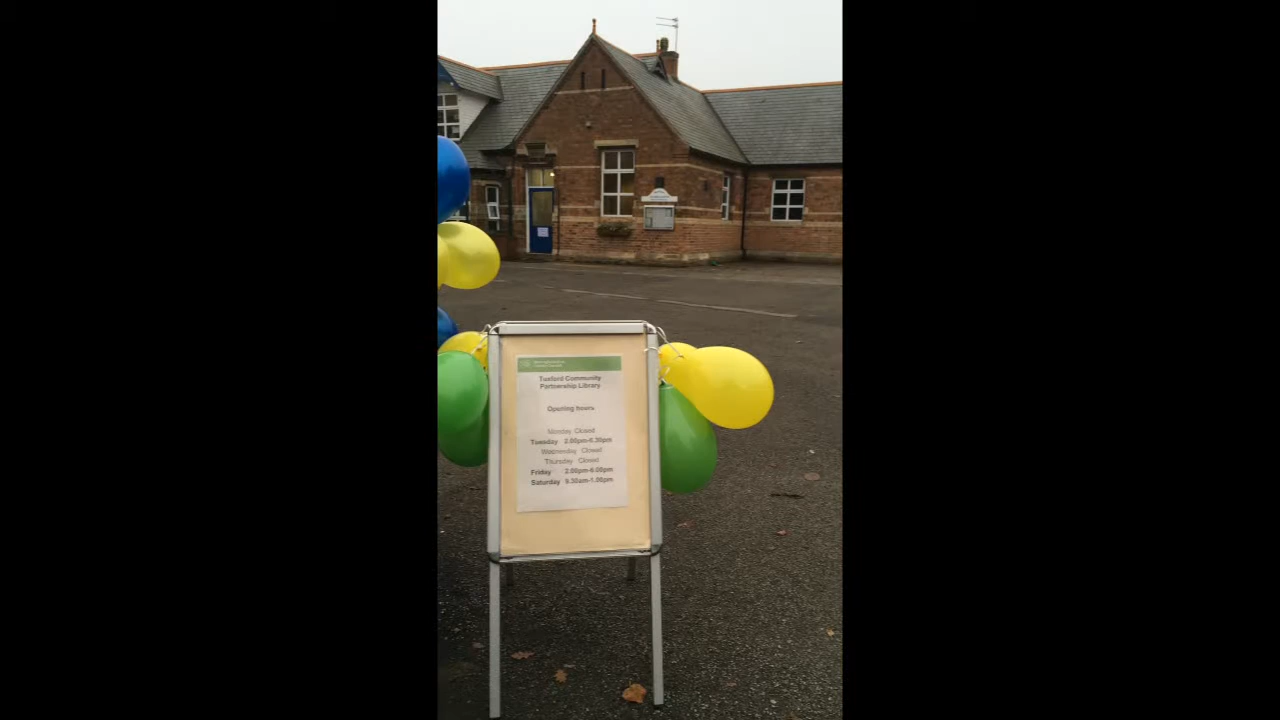 Tuxford Community
Partnership Library
Opening hours
Monday Closed
Tuesday 2.00pm-6.30pm
Wednesday Closed
Thursday Closed
Friday 2.00pm-6:00pm
Saturday 9.30am-1.00pm